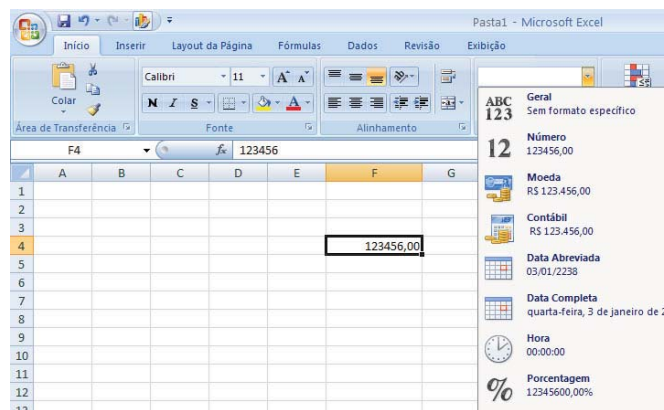 Pasta1 - Microsoft Excel
Início Inserir Layout da Página Fórmulas Dados Revisão Exibição
Calibri 11 A A
Colar
N I S A
Área de Transferência Fonte Alinhamento
F4 fx 123456
A B C D E F G
1
2
3
4 123456,00
5
6
7
8
9
10
11
12
13
ABC
123
Geral
Sem formato específico
12
Número
123456,00
Moeda
R$ 123.456,00
Contábil
R$ 123.456,00
Data Abreviada
03/01/2238
Data Completa
quarta-feira, 3 de janeiro de 2
Hora
00:00:00
%
Porcentagem
12345600,00%